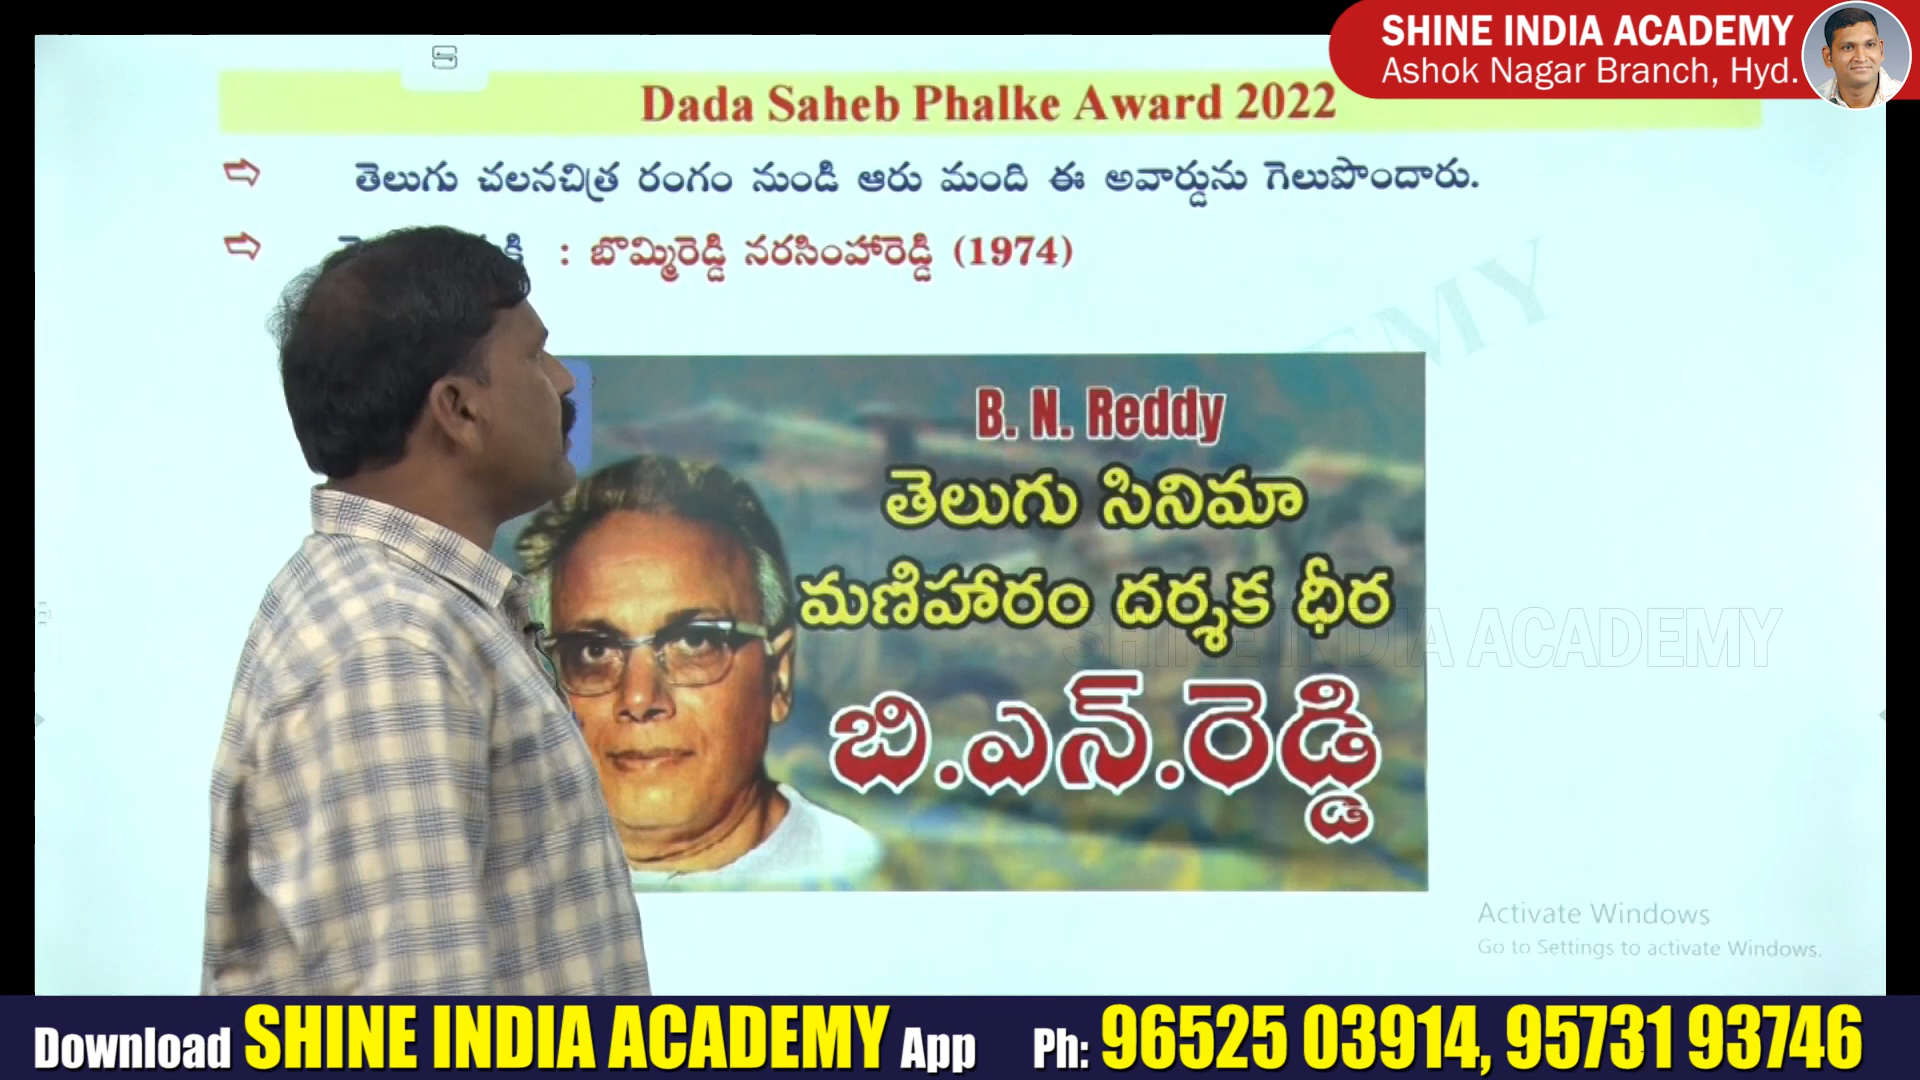 SHINE INDIA ACADEMY
Ashok Nagar Branch, Hyd.
Dada Saheb Phalke Award 2022
తెలుగు చలనచిత్ర రంగం నుండి ఆరు మంది ఈ అవార్డును గెలుపొందారు.
: బొమ్మిరెడ్డి నరసింహారెడ్డి (1974)
EMY
B. N. Reddy
తెలుగు సినిమా
మణిహారం దర్శక ధీర
SHINE INDIA ACADEMY
బి.ఎన్.రెడ్డి
Activate Windows
Go to Settings to activate Windows.
Download SHINE INDIA ACADEMY App Ph: 96525 03914, 95731 93746